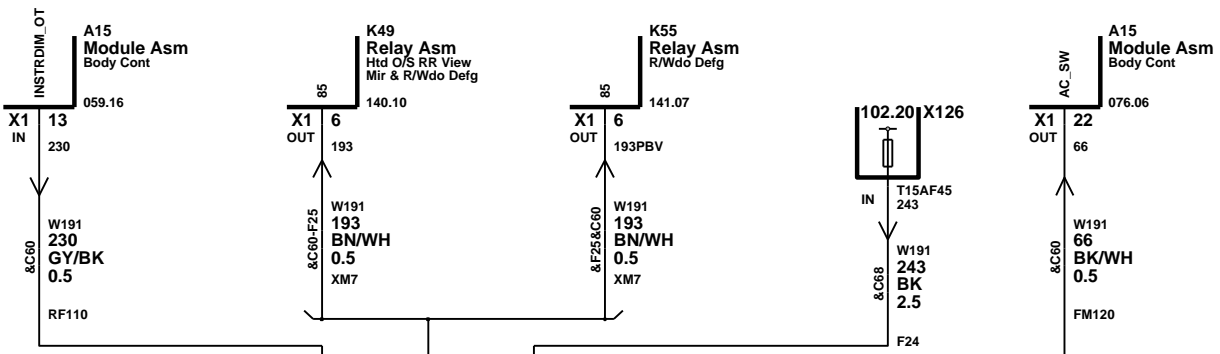 INSTRDIM_OT
A15
Module Asm
Body Cont
059.16
X1 13
IN
230
&C60
W191
230
GY/BK
0.5
RF110
85
K49
Relay Asm
Htd O/S RR View
Mir & R/Wdo Defg
140.10
X1 6
OUT
193
&C60-F25
W191
193
BN/WH
0.5
XM7
85
K55
Relay Asm
R/Wdo Defg
141.07
X1 6
OUT
193PBV
&F25&C60
W191
193
BN/WH
0.5
XM7
102.20 X126
IN
T15AF45
243
&C68
W191
243
BK
2.5
F24
AC_SW
A15
Module Asm
Body Cont
076.06
X1 22
OUT
66
&C60
W191
66
BK/WH
0.5
FM120